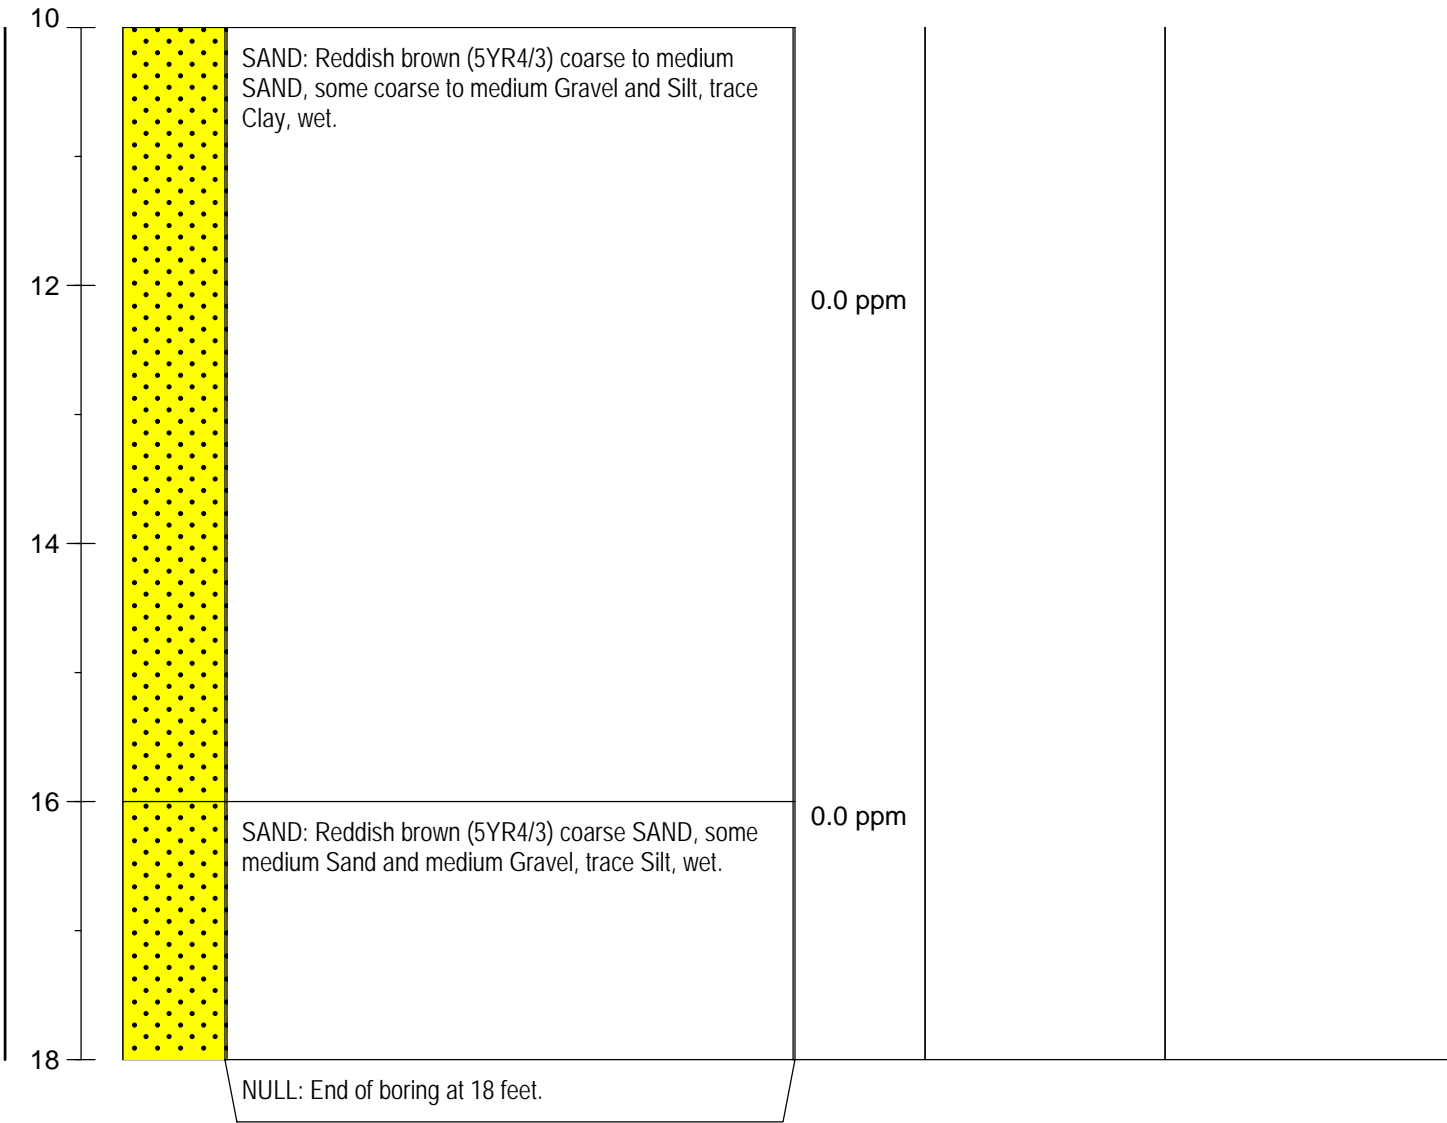 10
SAND: Reddish brown (5YR4/3) coarse to medium
SAND, some coarse to medium Gravel and Silt, trace
Clay, wet.
12
0.0 ppm
14
16
0.0 ppm
SAND: Reddish brown (5YR4/3) coarse SAND, some
medium Sand and medium Gravel, trace Silt, wet.
18
NULL: End of boring at 18 feet.